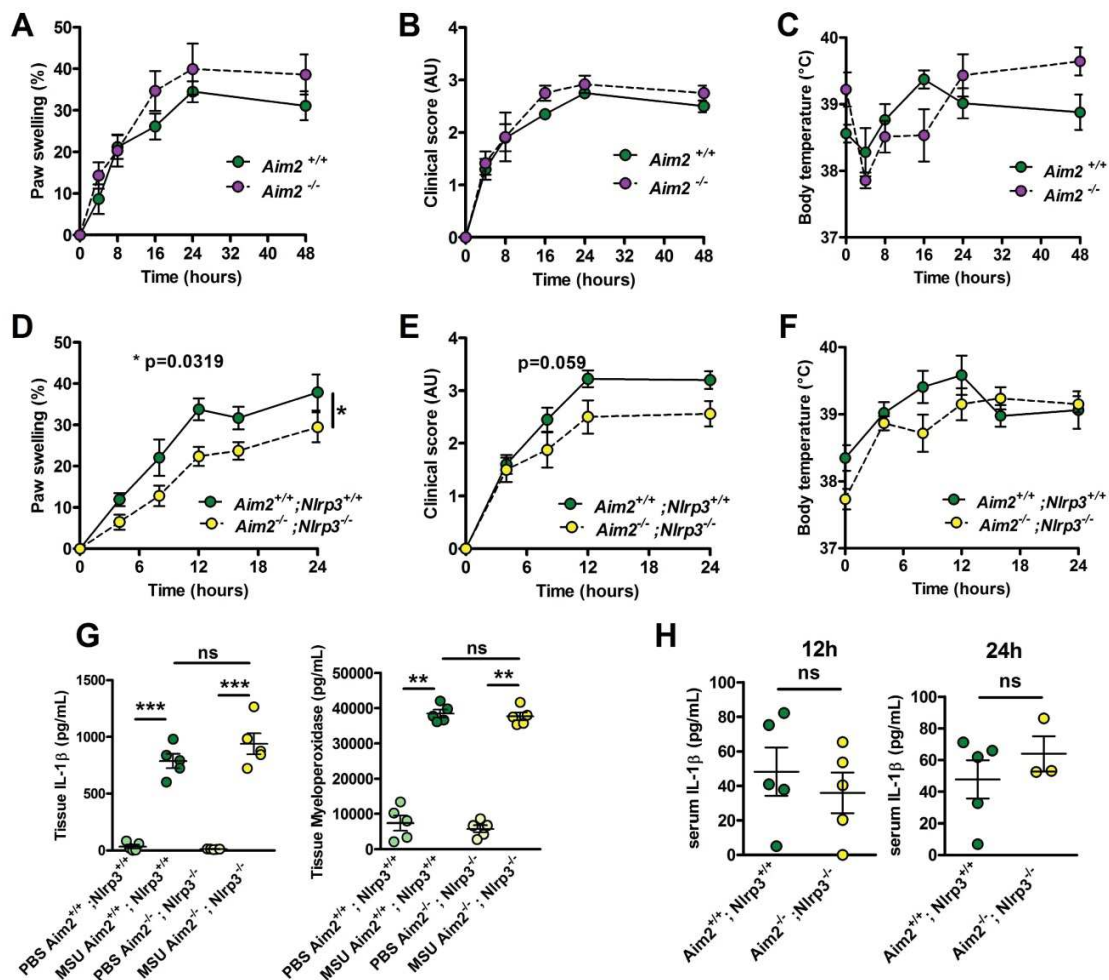 A
Paw swelling (%)
50
40
30
20
10
0
0 8 16 24 32 40 48
Time (hours)
Aim2 +/+
Aim2 -/-
B
Clinical score (AU)
4
3
2
1
0
0 8 16 24 32 40 48
Time (hours)
Aim2 +/+
Aim2 -/-
C
Body temperature (°C)
40
39
38
37
0 8 16 24 32 40 48
Time (hours)
Aim2 +/+
Aim2 -/-
D
Paw swelling (%)
50
40
30
20
10
0
* p=0.0319
*
0 6 12 18 24
Time (hours)
Aim2+/+ ;Nlrp3+/+
Aim2-/- ;Nlrp3-/-
E
Clinical score (AU)
4
3
2
1
0
p=0.059
0 6 12 18 24
Time (hours)
Aim2+/+ ;Nlrp3+/+
Aim2-/- ;Nlrp3-/-
F
Body temperature (°C)
40
39
38
37
0 6 12 18 24
Time (hours)
Aim2+/+ ;Nlrp3+/+
Aim2-/- ;Nlrp3-/-
G
Tissue IL-1β (pg/mL)
1500
1000
500
0
ns
***
***
PBS Aim2+/+ ;Nlrp3+/+
MSU Aim2+/+ ; Nlrp3+/+
PBS Aim2-/- ; Nlrp3-/-
MSU Aim2-/- ; Nlrp3-/-
Tissue Myeloperoxidase (pg/mL)
50000
40000
30000
20000
10000
0
ns
**
**
PBS Aim2+/+ ; Nlrp3+/+
MSU Aim2+/+ ; Nlrp3+/+
PBS Aim2-/- ; Nlrp3-/-
MSU Aim2-/- ; Nlrp3-/-
H
12h
ns
serum IL-1β (pg/mL)
100
80
60
40
20
0
Aim2+/+; Nlrp3+/+
Aim2-/- ;Nlrp3-/-
24h
ns
serum IL-1β (pg/mL)
100
80
60
40
20
0
Aim2+/+; Nlrp3+/+
Aim2-/-; Nlrp3-/-